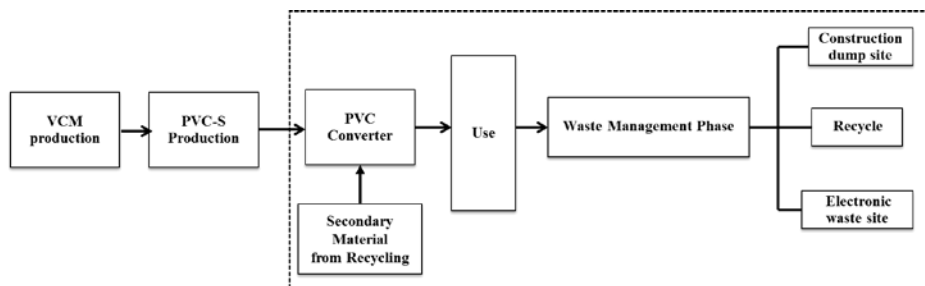 VCM
production
PVC-S
Production
PVC
Converter
Secondary
Material
from Recycling
Use
Waste Management Phase
Construction
dump site
Recycle
Electronic
waste site